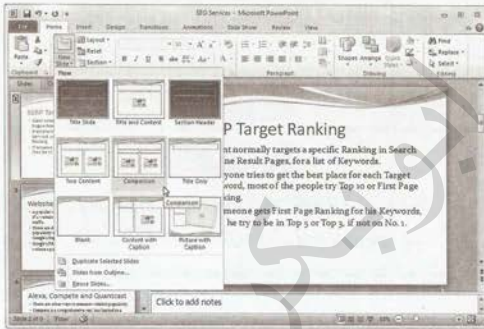 SEO Services - Microsoft PowerPoint
File Home Insert Design Transitions Animations Slide Show Review View
Paste
New Slide
Layout
Reset
Section
Shapes Arrange Quick Styles
Find
Replace
Select
Clipboard Paragraph Drawing Editing
Slides
Flow
Title Slide Title and Content Section Header
Two Content Comparison Title Only
Comparison
Blank Content with Caption Picture with Caption
Duplicate Selected Slides
Slides from Outline...
Reuse Slides...
P Target Ranking
nt normally targets a specific Ranking in Search
ne Result Pages, for a list of Keywords.
yone tries to get the best place for each Target
word, most of the people try Top 10 or First Page
king.
meone gets First Page Ranking for his Keywords,
he try to be in Top 5 or Top 3, if not on No. 1.
SERP Tar
Website
Alexa, Compete and Quantcast
Click to add notes
Flow